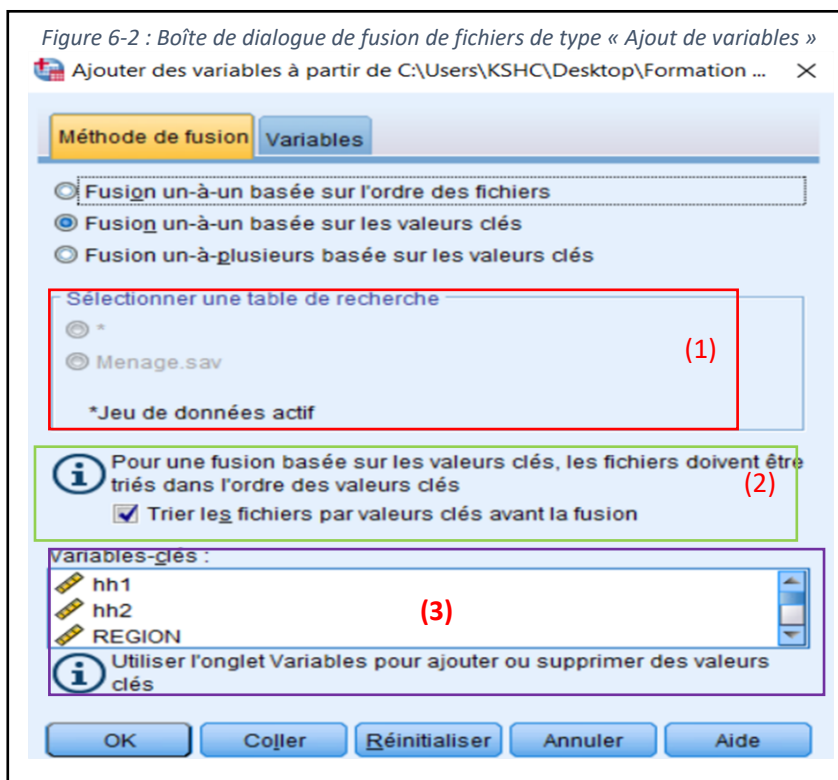 Figure 6-2 : Boîte de dialogue de fusion de fichiers de type « Ajout de variables »
Ajouter des variables à partir de C:\Users\KSHC\Desktop\Formation ...
Méthode de fusion
Variables
Fusion un-à-un basée sur l'ordre des fichiers
Fusion un-à-un basée sur les valeurs clés
Fusion un-à-plusieurs basée sur les valeurs clés
Sélectionner une table de recherche
*
(1)
Menage.sav
*Jeu de données actif
Pour une fusion basée sur les valeurs clés, les fichiers doivent être
triés dans l'ordre des valeurs clés
(2)
Trier les fichiers par valeurs clés avant la fusion
Variables-clés :
hh1
hh2
(3)
REGION
Utiliser l'onglet Variables pour ajouter ou supprimer des valeurs
clés
OK
Coller
Réinitialiser
Annuler
Aide